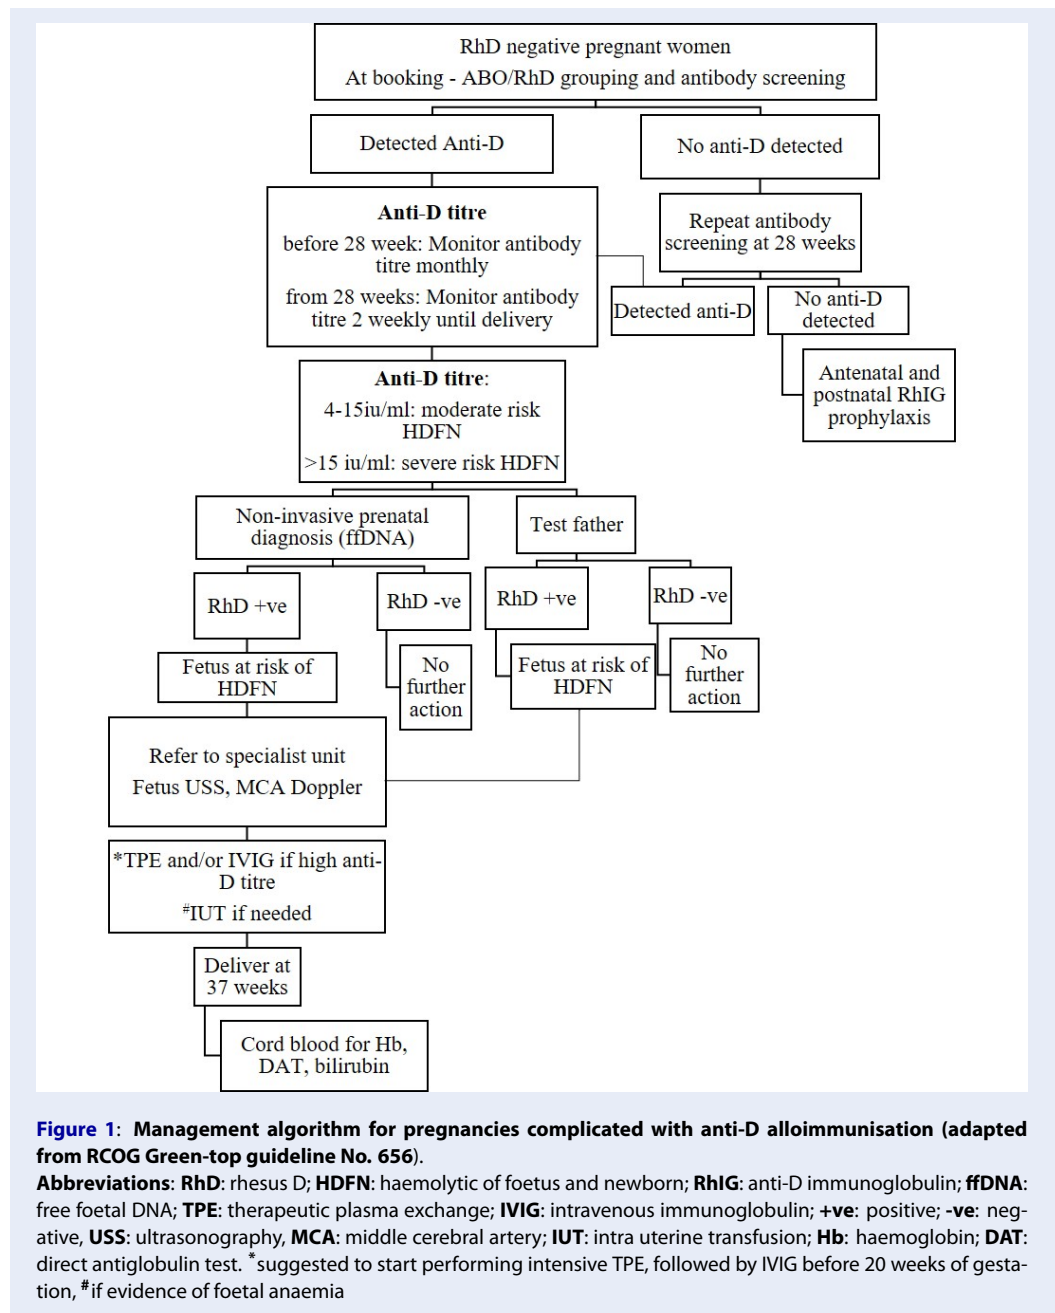 RhD negative pregnant women
At booking - ABO/RhD grouping and antibody screening
Detected Anti-D
No anti-D detected
Anti-D titre
before 28 week: Monitor antibody
titre monthly
from 28 weeks: Monitor antibody
titre 2 weekly until delivery
Repeat antibody
screening at 28 weeks
Detected anti-D
No anti-D
detected
Antenatal and
postnatal RhIG
prophylaxis
Anti-D titre:
4-15iu/ml: moderate risk
HDFN
>15 iu/ml: severe risk HDFN
Non-invasive prenatal
diagnosis (ffDNA)
Test father
RhD +ve
RhD -ve
RhD +ve
RhD -ve
Fetus at risk of
HDFN
No
further
action
Fetus at risk of
HDFN
No
further
action
Refer to specialist unit
Fetus USS, MCA Doppler
*TPE and/or IVIG if high anti-
D titre
#IUT if needed
Deliver at
37 weeks
Cord blood for Hb,
DAT, bilirubin
Figure 1: Management algorithm for pregnancies complicated with anti-D alloimmunisation (adapted
from RCOG Green-top guideline No. 656).
Abbreviations: RhD: rhesus D; HDFN: haemolytic of foetus and newborn; RhIG: anti-D immunoglobulin; ffDNA:
free foetal DNA; TPE: therapeutic plasma exchange; IVIG: intravenous immunoglobulin; +ve: positive; -ve: neg-
ative, USS: ultrasonography, MCA: middle cerebral artery; IUT: intra uterine transfusion; Hb: haemoglobin; DAT:
direct antiglobulin test. *suggested to start performing intensive TPE, followed by IVIG before 20 weeks of gesta-
tion, #if evidence of foetal anaemia